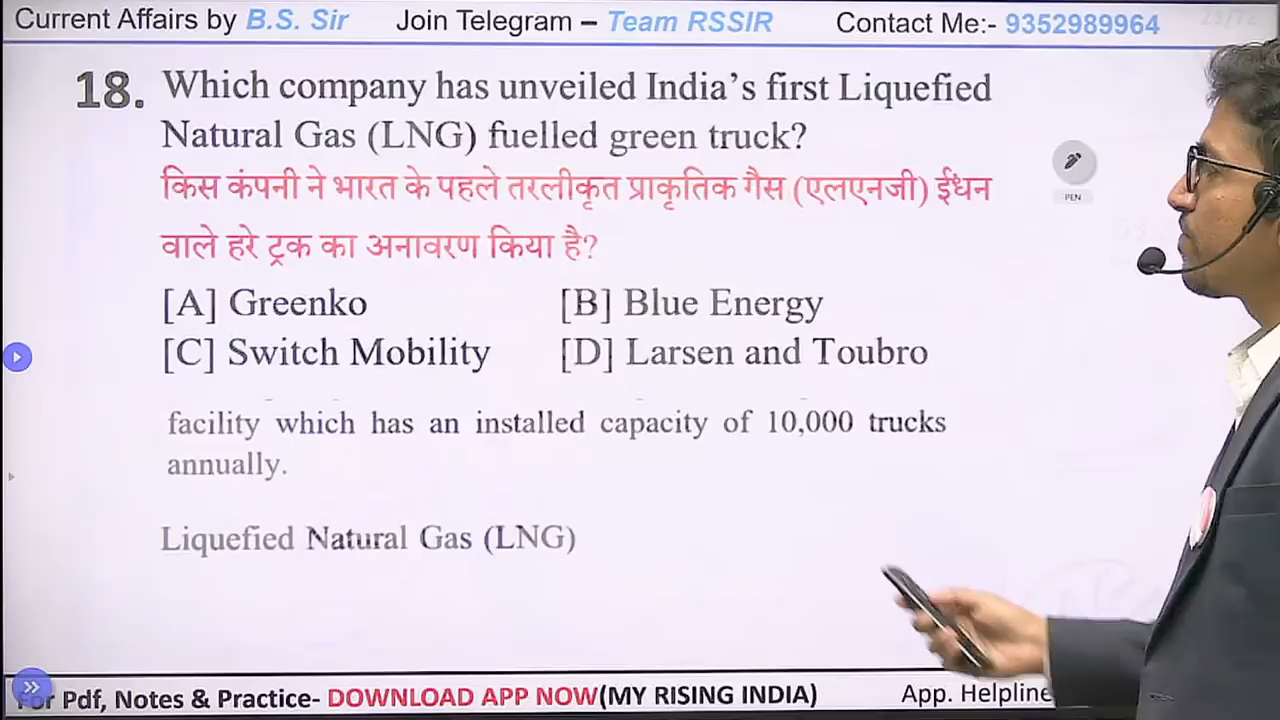 Current Affairs by B.S. Sir Join Telegram – Team RSSIR Contact Me:- 9352989964
18. Which company has unveiled India's first Liquefied
Natural Gas (LNG) fuelled green truck?
किस कंपनी ने भारत के पहले तरलीकृत प्राकृतिक गैस (एलएनजी) ईंधन
वाले हरे ट्रक का अनावरण किया है?
PEN
[A] Greenko [B] Blue Energy
[C] Switch Mobility [D] Larsen and Toubro
facility which has an installed capacity of 10,000 trucks
annually.
Liquefied Natural Gas (LNG)
For Pdf, Notes & Practice- DOWNLOAD APP NOW(MY RISING INDIA) App. Helpline